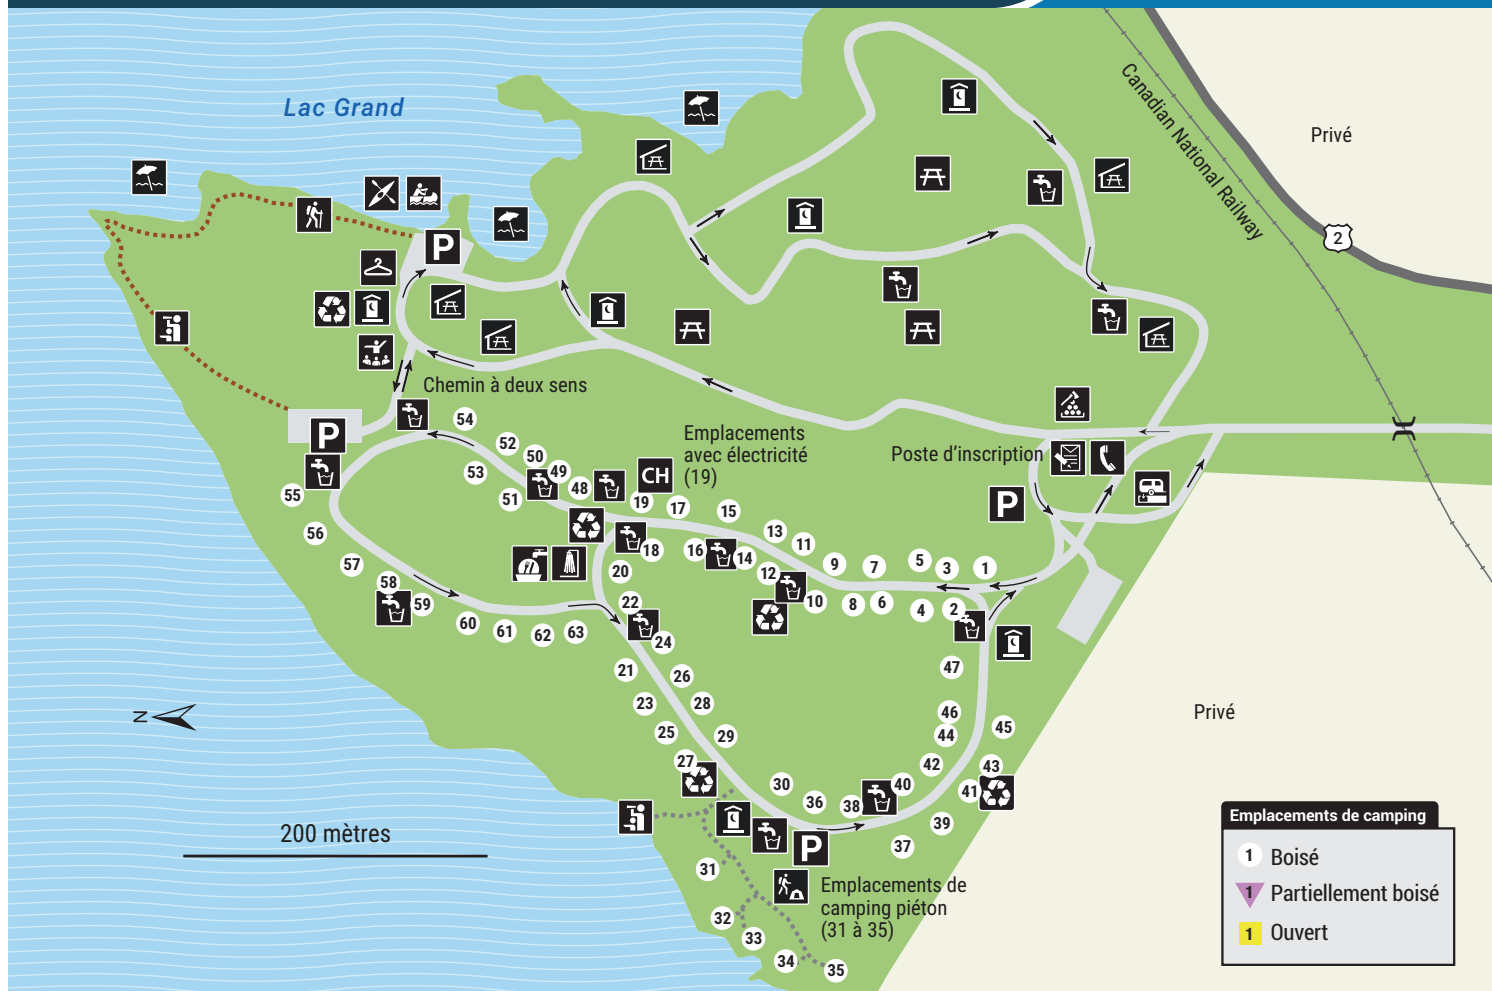 Lac Grand
Canadian National Railway
Privé
2
P
Chemin à deux sens
P
54
52
50
49
48
53
51
55
56
57
58
59
60
61
62
63
Emplacements
avec électricité
(19)
CH
Poste d'inscription
P
19
17
15
13
11
9
7
5
3
1
18
16
14
12
10
8
6
4
2
20
22
24
21
26
23
28
25
29
27
47
46
45
44
42
43
41
40
30
36
38
39
37
P
31
32
33
34
35
Emplacements de
camping piéton
(31 à 35)
N
200 mètres
Privé
Emplacements de camping
1 Boisé
1 Partiellement boisé
1 Ouvert